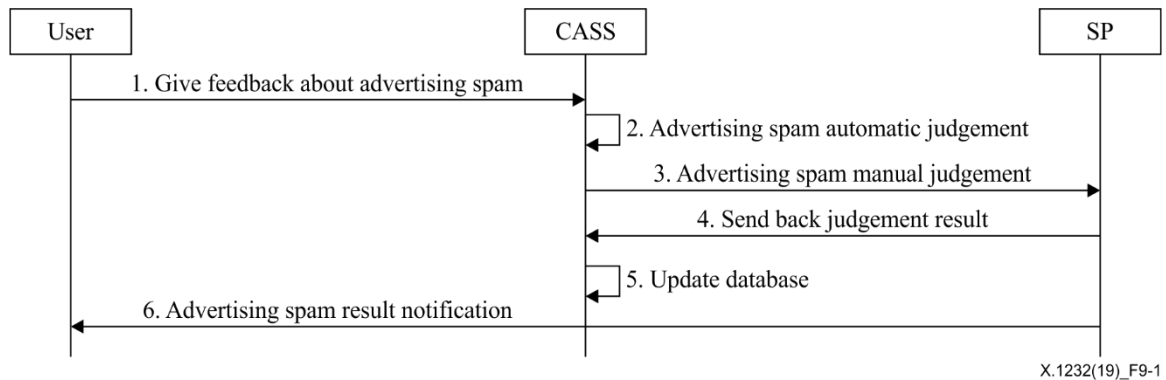 User
CASS
SP
1. Give feedback about advertising spam
2. Advertising spam automatic judgement
3. Advertising spam manual judgement
4. Send back judgement result
5. Update database
6. Advertising spam result notification
X.1232(19)_F9-1